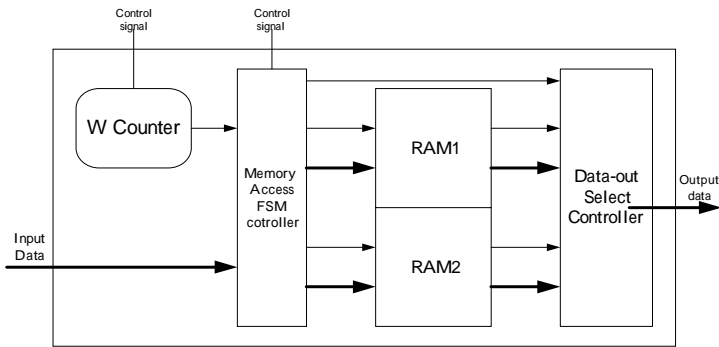 Control
signal
Control
signal
W Counter
Memory
Access
FSM
cotroller
RAM1
RAM2
Data-out
Select
Controller
Output
data
Input
Data